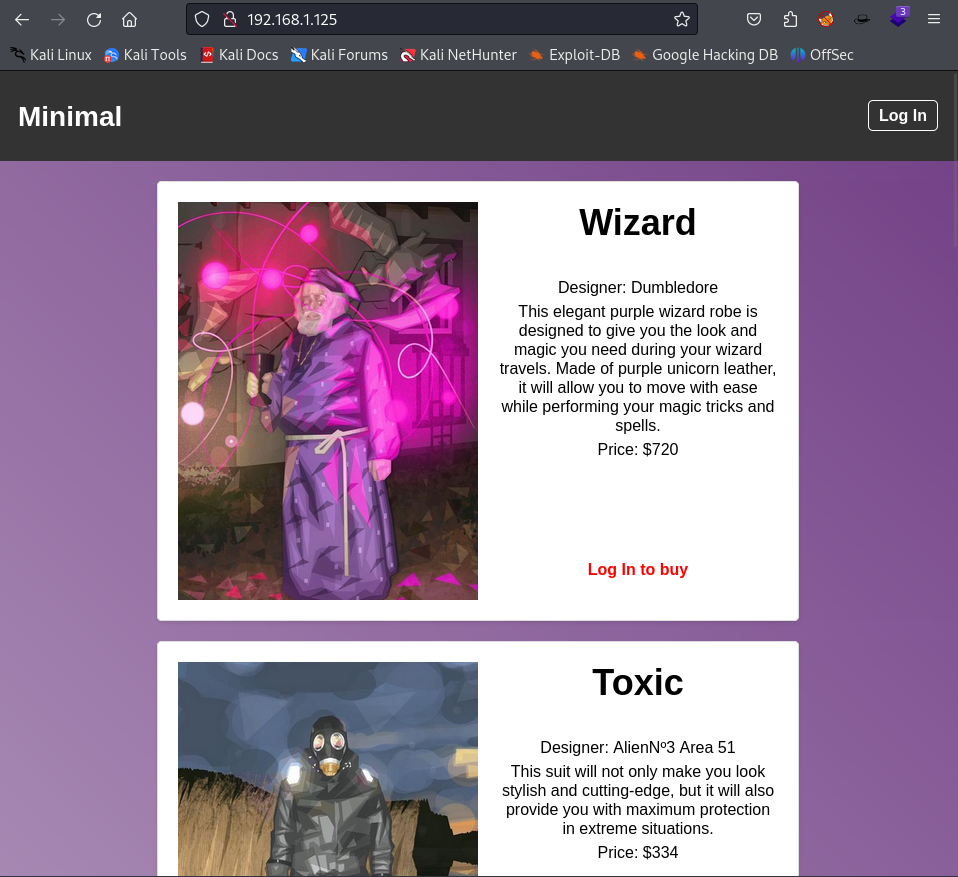 192.168.1.125
3
Kali Linux Kali Tools Kali Docs Kali Forums Kali NetHunter Exploit-DB Google Hacking DB OffSec
Minimal
Log In
Wizard
Designer: Dumbledore
This elegant purple wizard robe is
designed to give you the look and
magic you need during your wizard
travels. Made of purple unicorn leather,
it will allow you to move with ease
while performing your magic tricks and
spells.
Price: $720
Log In to buy
Toxic
Designer: AlienNº3 Area 51
This suit will not only make you look
stylish and cutting-edge, but it will also
provide you with maximum protection
in extreme situations.
Price: $334